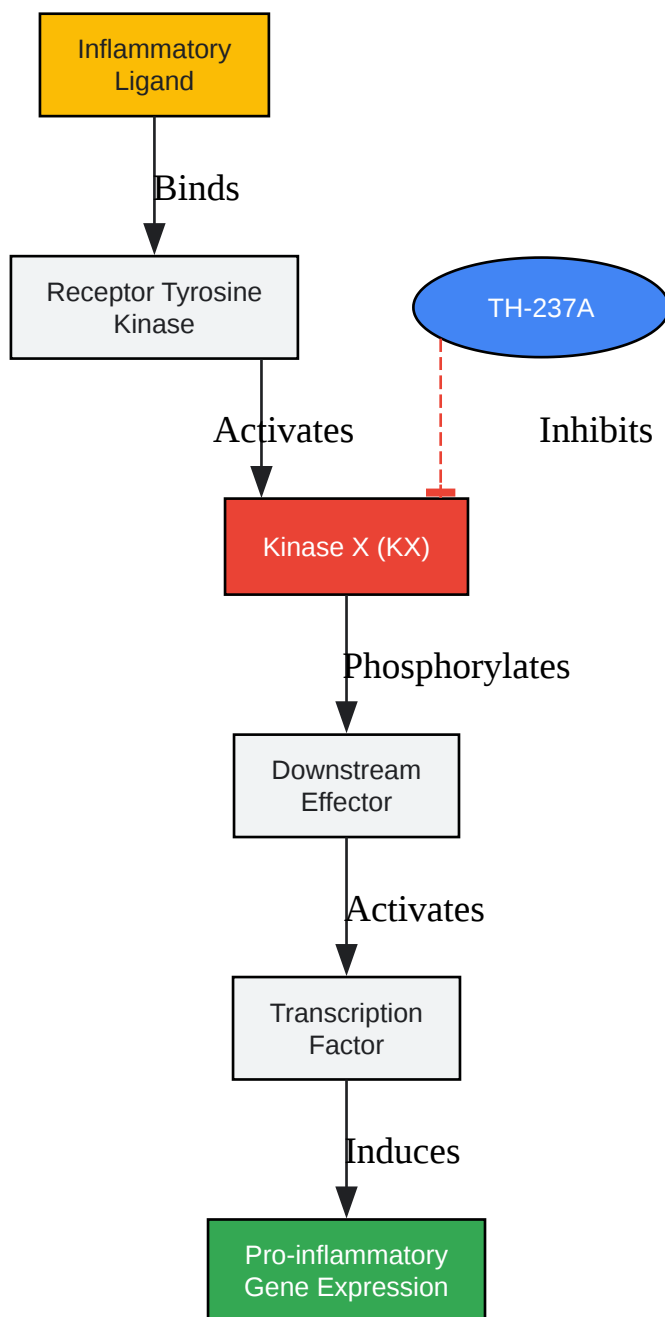 Inflammatory
Ligand
Binds
Receptor Tyrosine
Kinase
TH-237A
Activates
Inhibits
Kinase X (KX)
Phosphorylates
Downstream
Effector
Activates
Transcription
Factor
Induces
Pro-inflammatory
Gene Expression